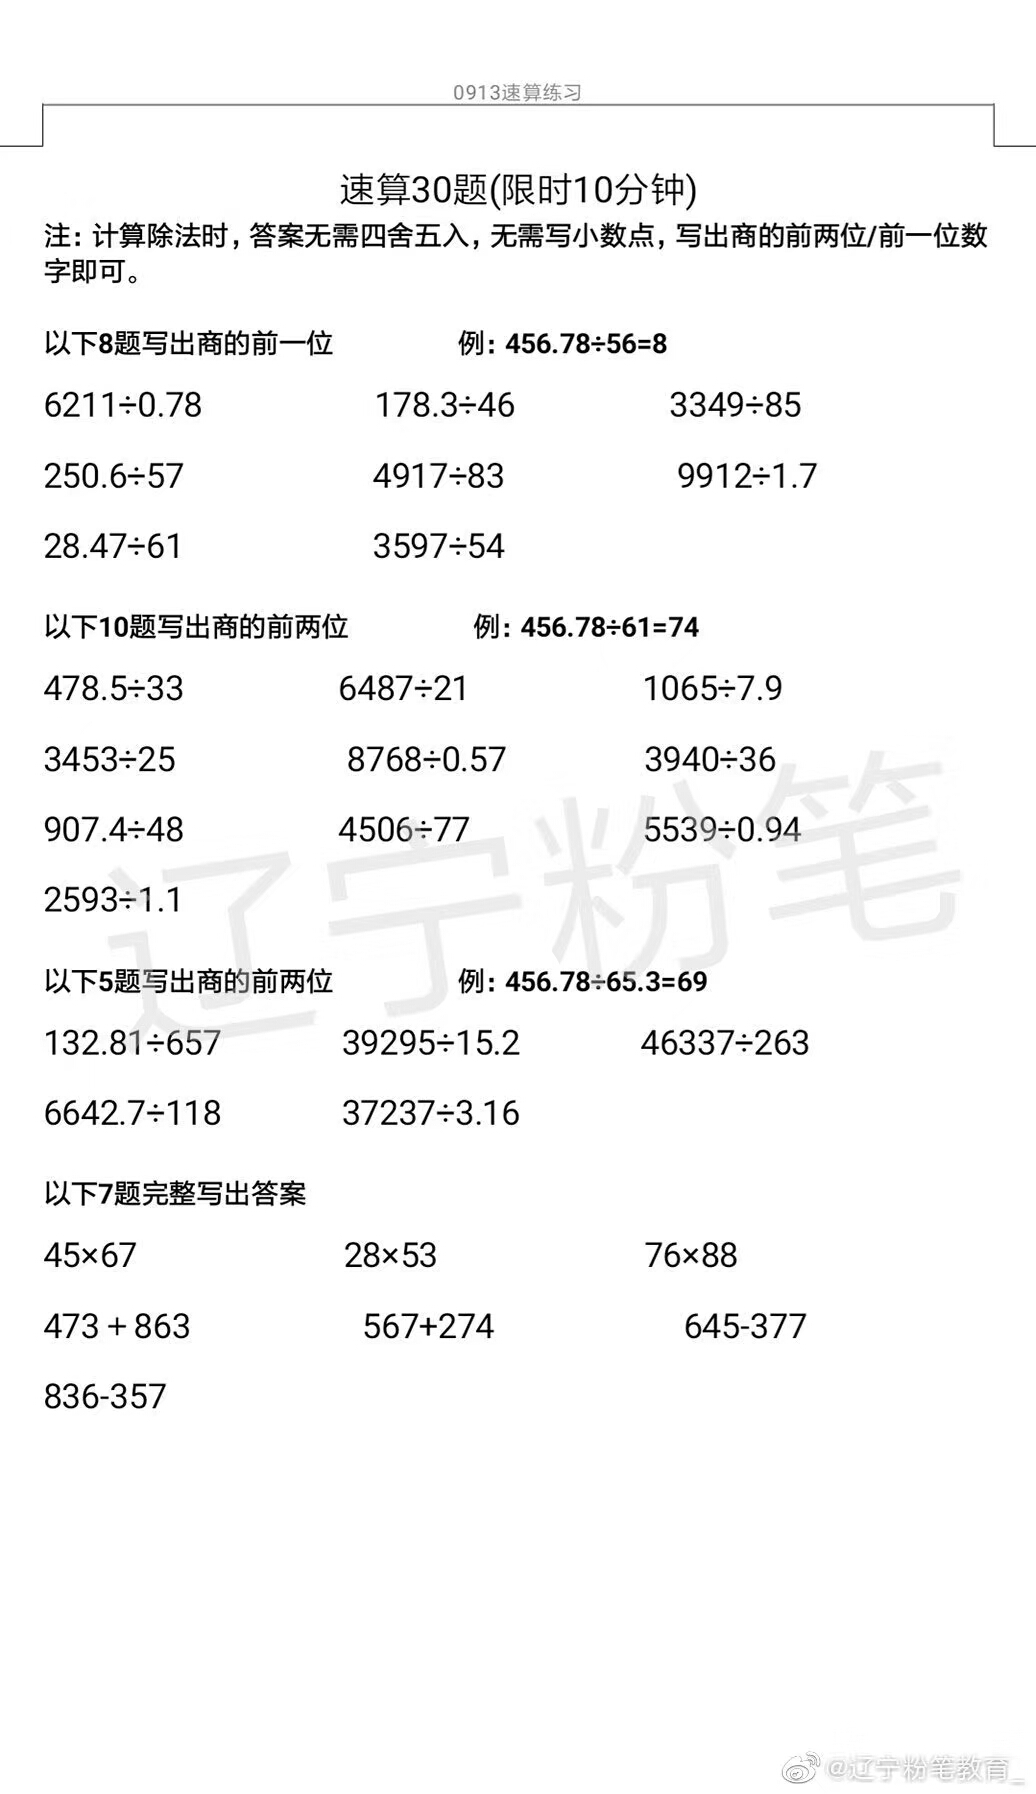 0913速算练习
速算30题(限时10分钟)
注：计算除法时，答案无需四舍五入，无需写小数点，写出商的前两位/前一位数
字即可。
以下8题写出商的前一位 例：456.78÷56=8
6211÷0.78 178.3÷46 3349÷85
250.6÷57 4917÷83 9912÷1.7
28.47÷61 3597÷54
以下10题写出商的前两位 例：456.78÷61=74
478.5÷33 6487÷21 1065÷7.9
3453÷25 8768÷0.57 3940÷36
907.4÷48 4506÷77 5539÷0.94
2593÷1.1
辽宁粉笔
以下5题写出商的前两位 例：456.78÷65.3=69
132.81÷657 39295÷15.2 46337÷263
6642.7÷118 37237÷3.16
以下7题完整写出答案
45×67 28×53 76×88
473＋863 567+274 645-377
836-357
@辽宁粉笔教育_